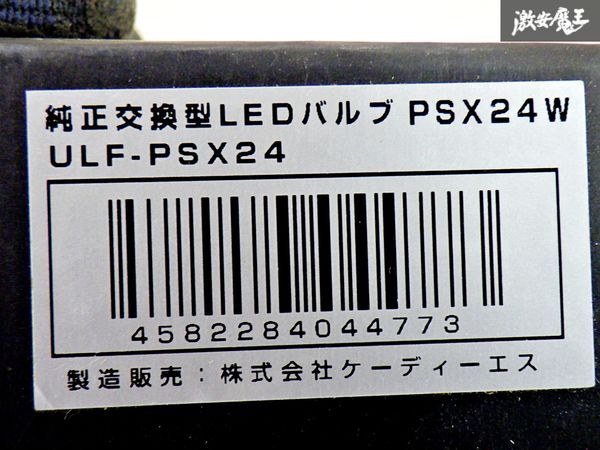 激安魔王
純正交換型LEDバルブ PSX24W
ULF-PSX24
4582284044773
製造販売：株式会社ケーディーエス